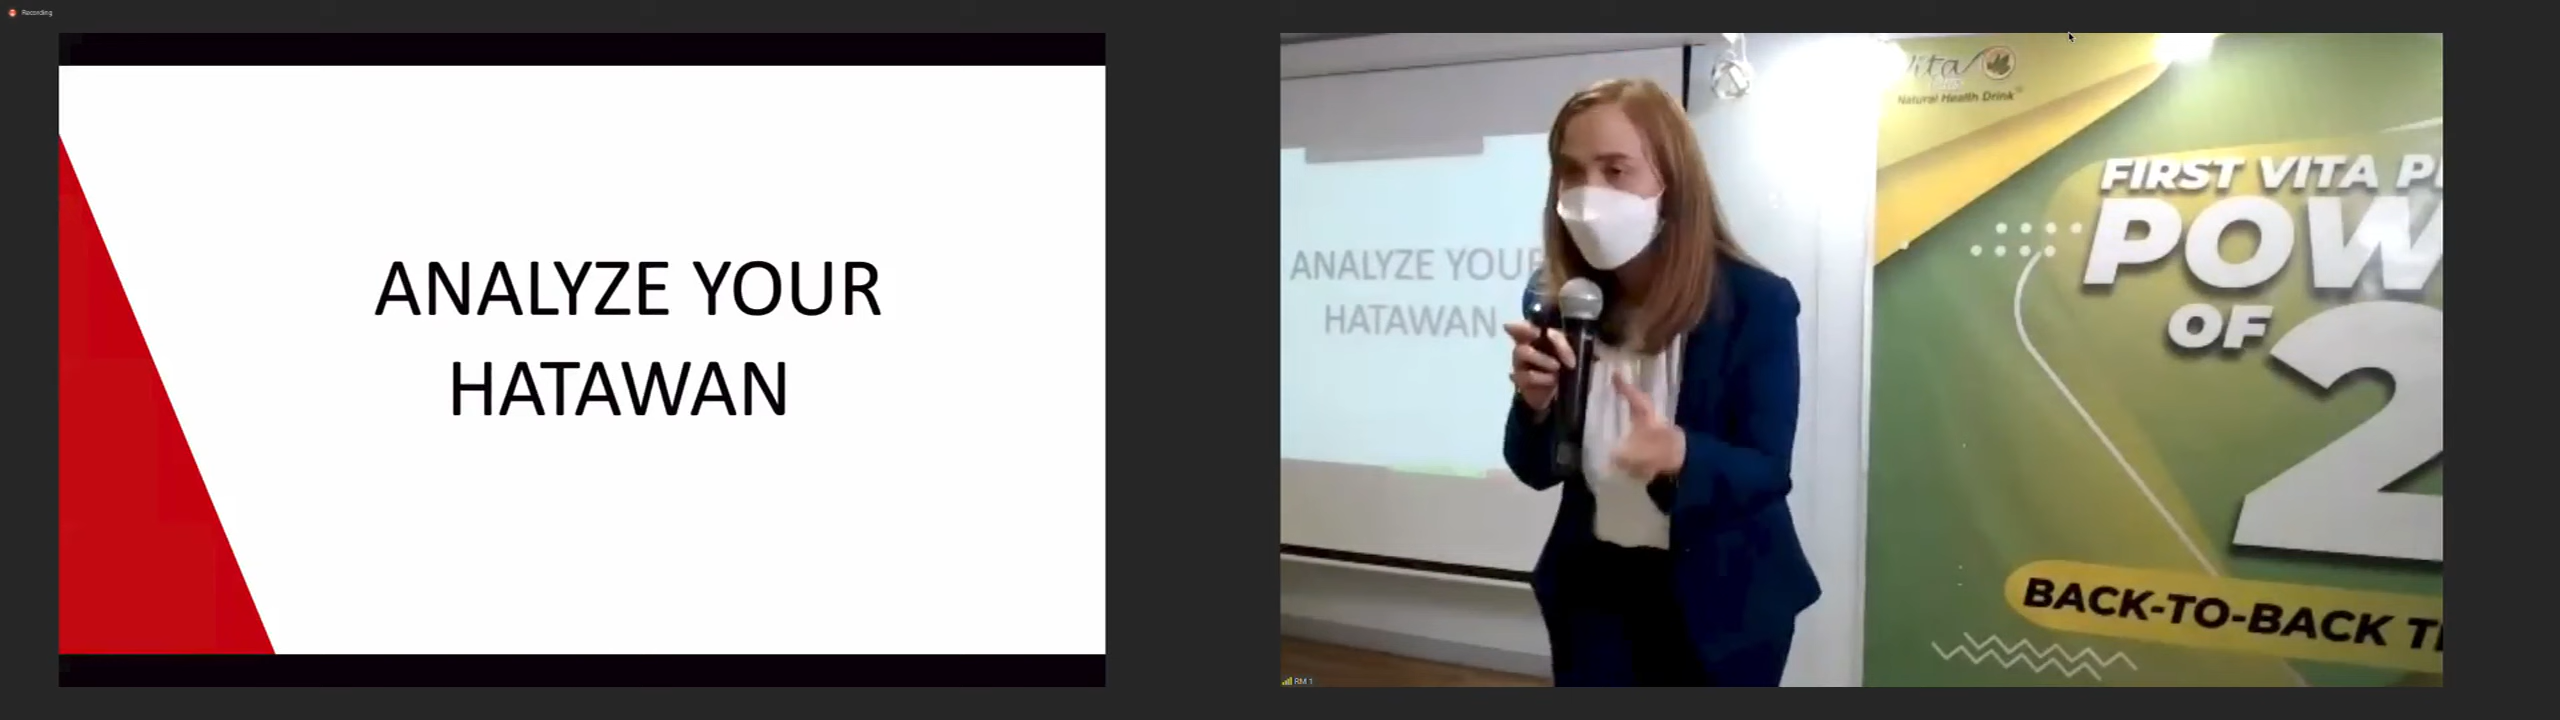 Recording
ANALYZE YOUR
HATAWAN
ANALYZE YOUR
HATAWAN
Vita
Natural Health Drink
FIRST VITA
POW
OF
2
BACK-TO-BACK
RM 1